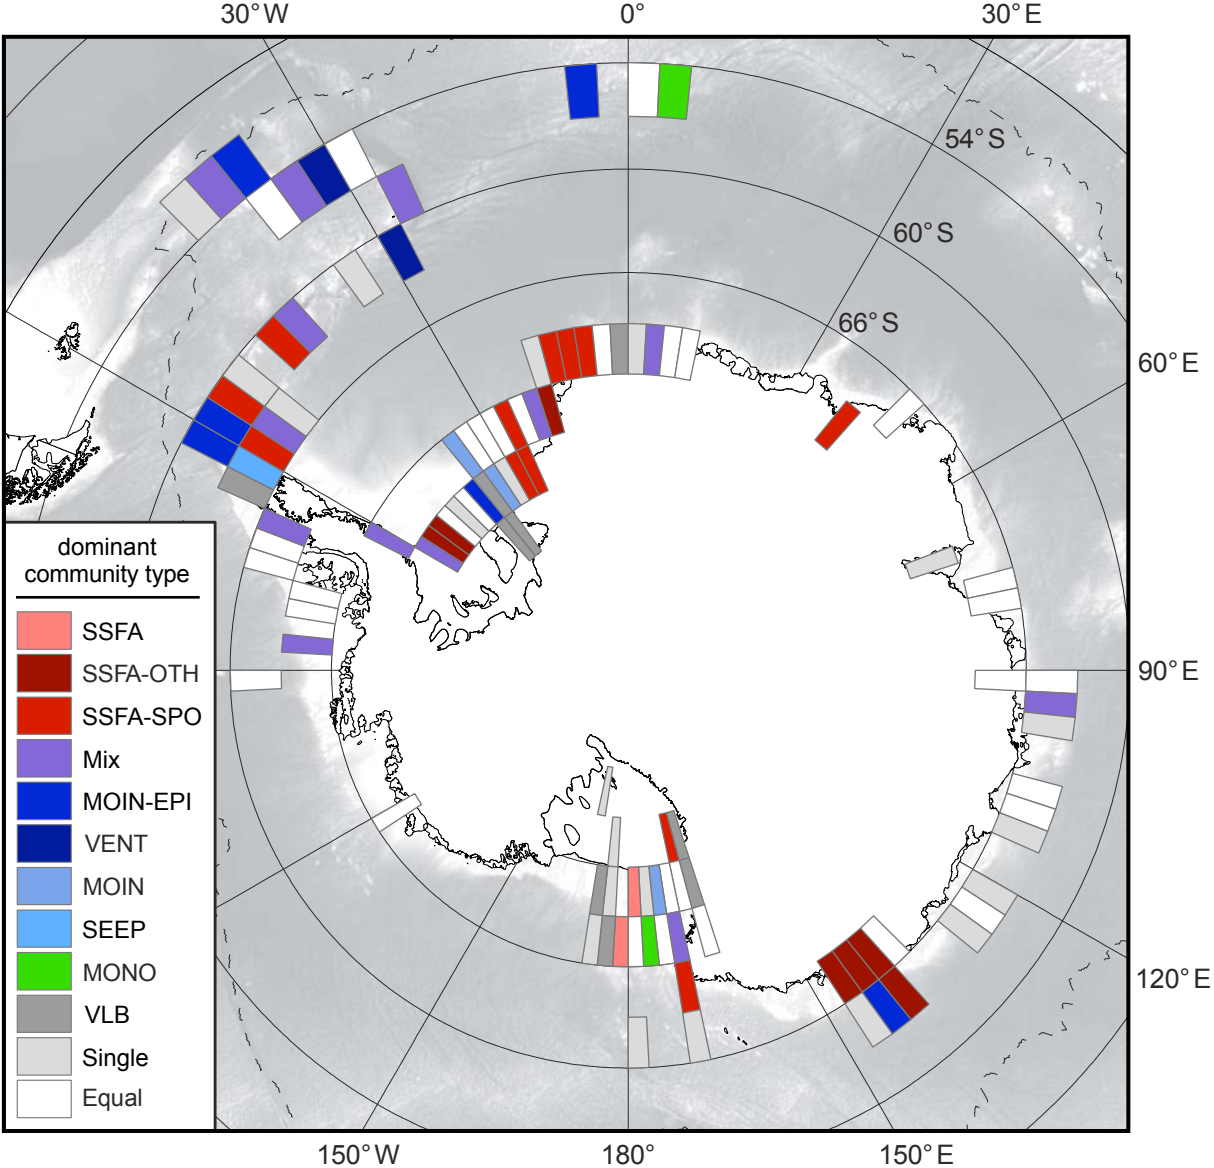 30°W
0°
30°E
54°S
60°S
66°S
60°E
90°E
120°E
dominant
community type
SSFA
SSFA-OTH
SSFA-SPO
Mix
MOIN-EPI
VENT
MOIN
SEEP
MONO
VLB
Single
Equal
150°W
180°
150°E